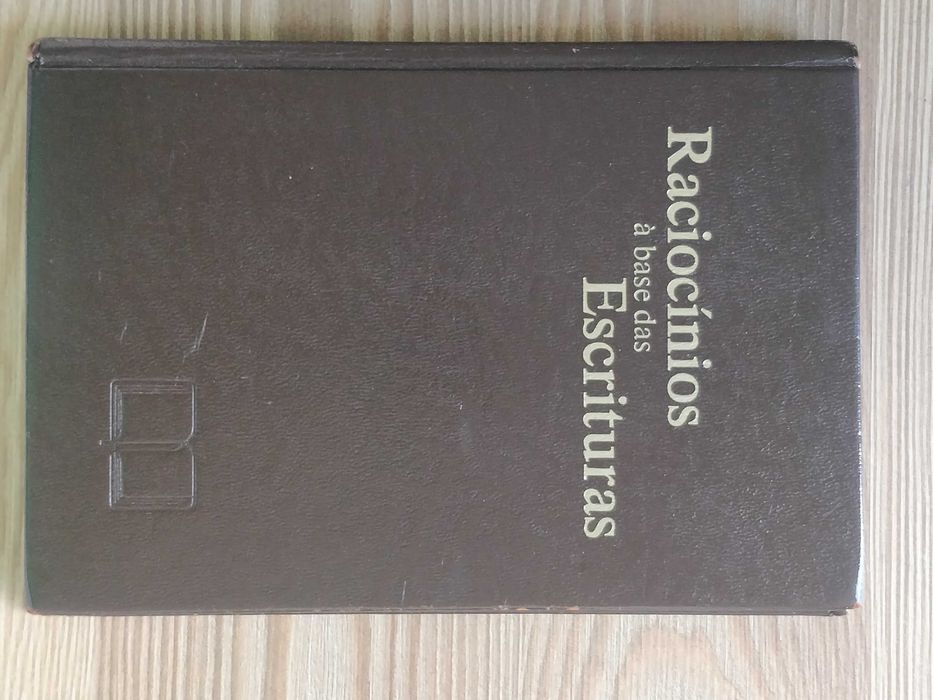 Raciocínios
à base das
Escrituras